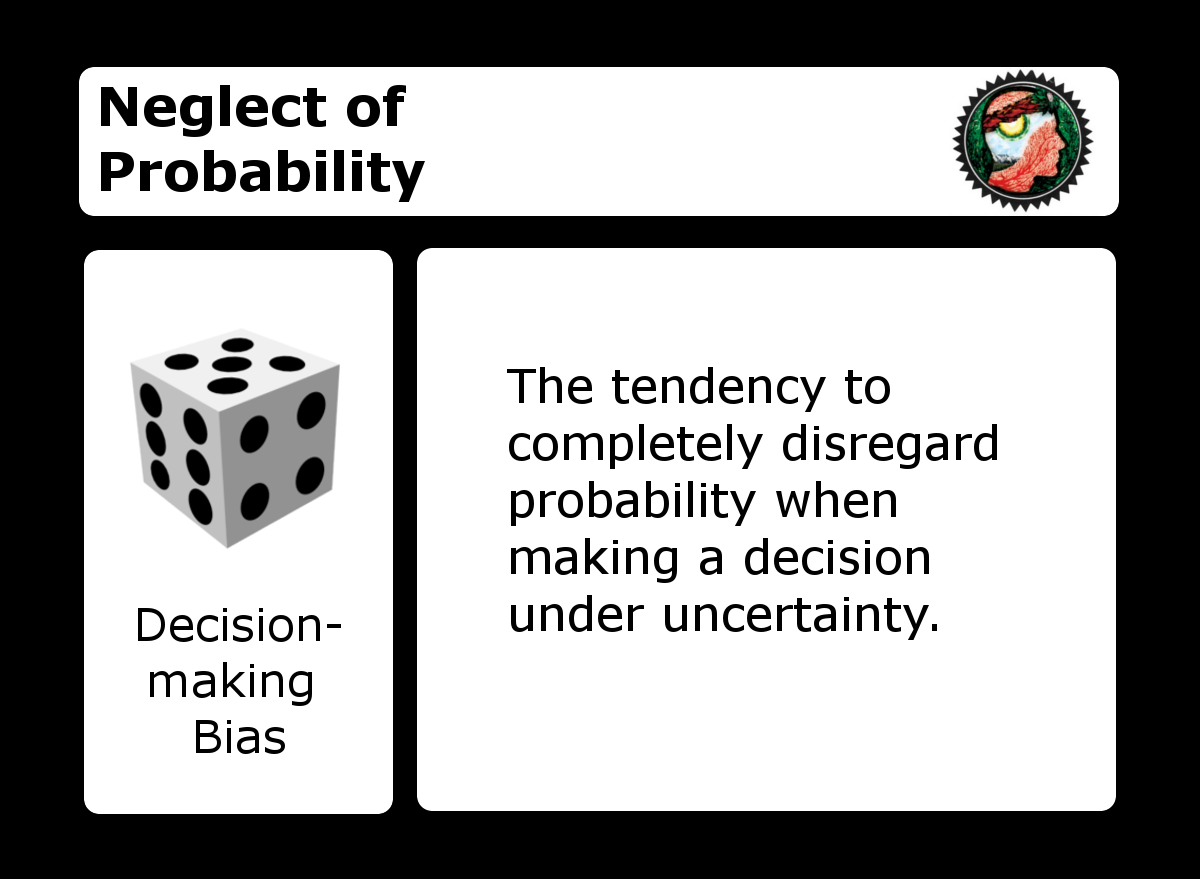 Neglect of
Probability
Decision-
making
Bias
The tendency to
completely disregard
probability when
making a decision
under uncertainty.